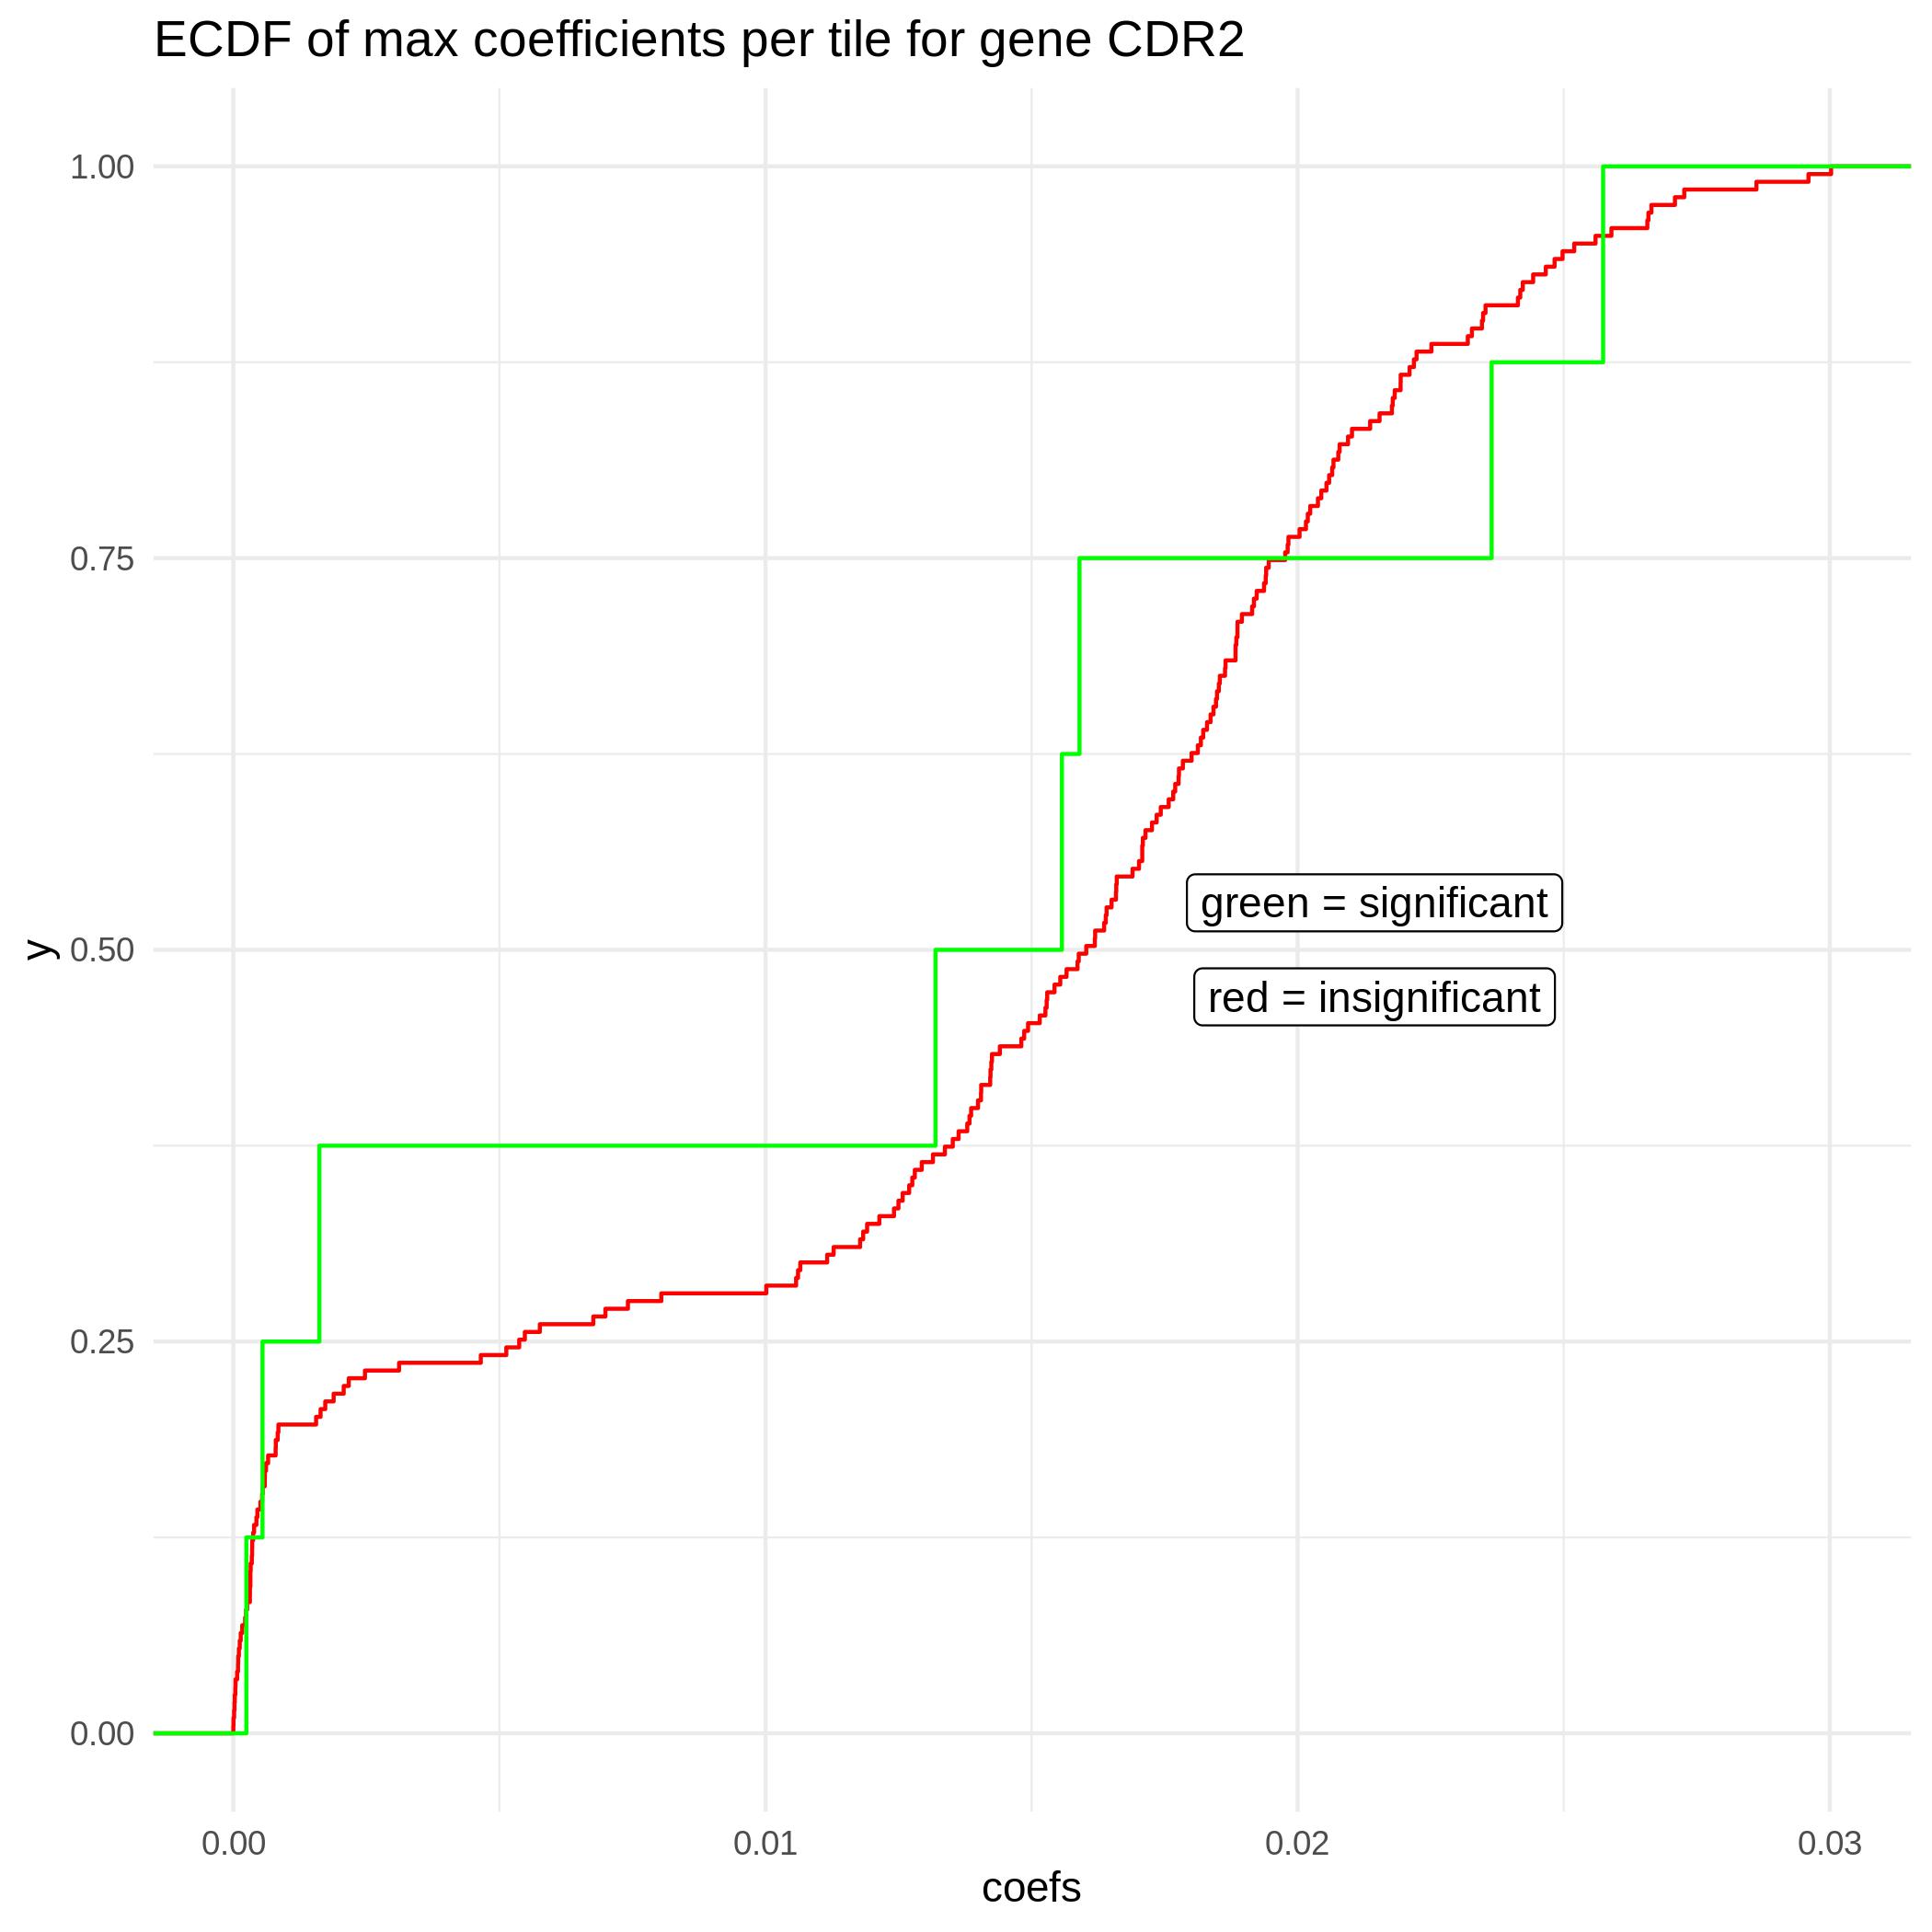 ECDF of max coefficients per tile for gene CDR2
1.00
0.75
0.50
0.25
0.00
y
green = significant
red = insignificant
0.00 0.01 0.02 0.03
coefs